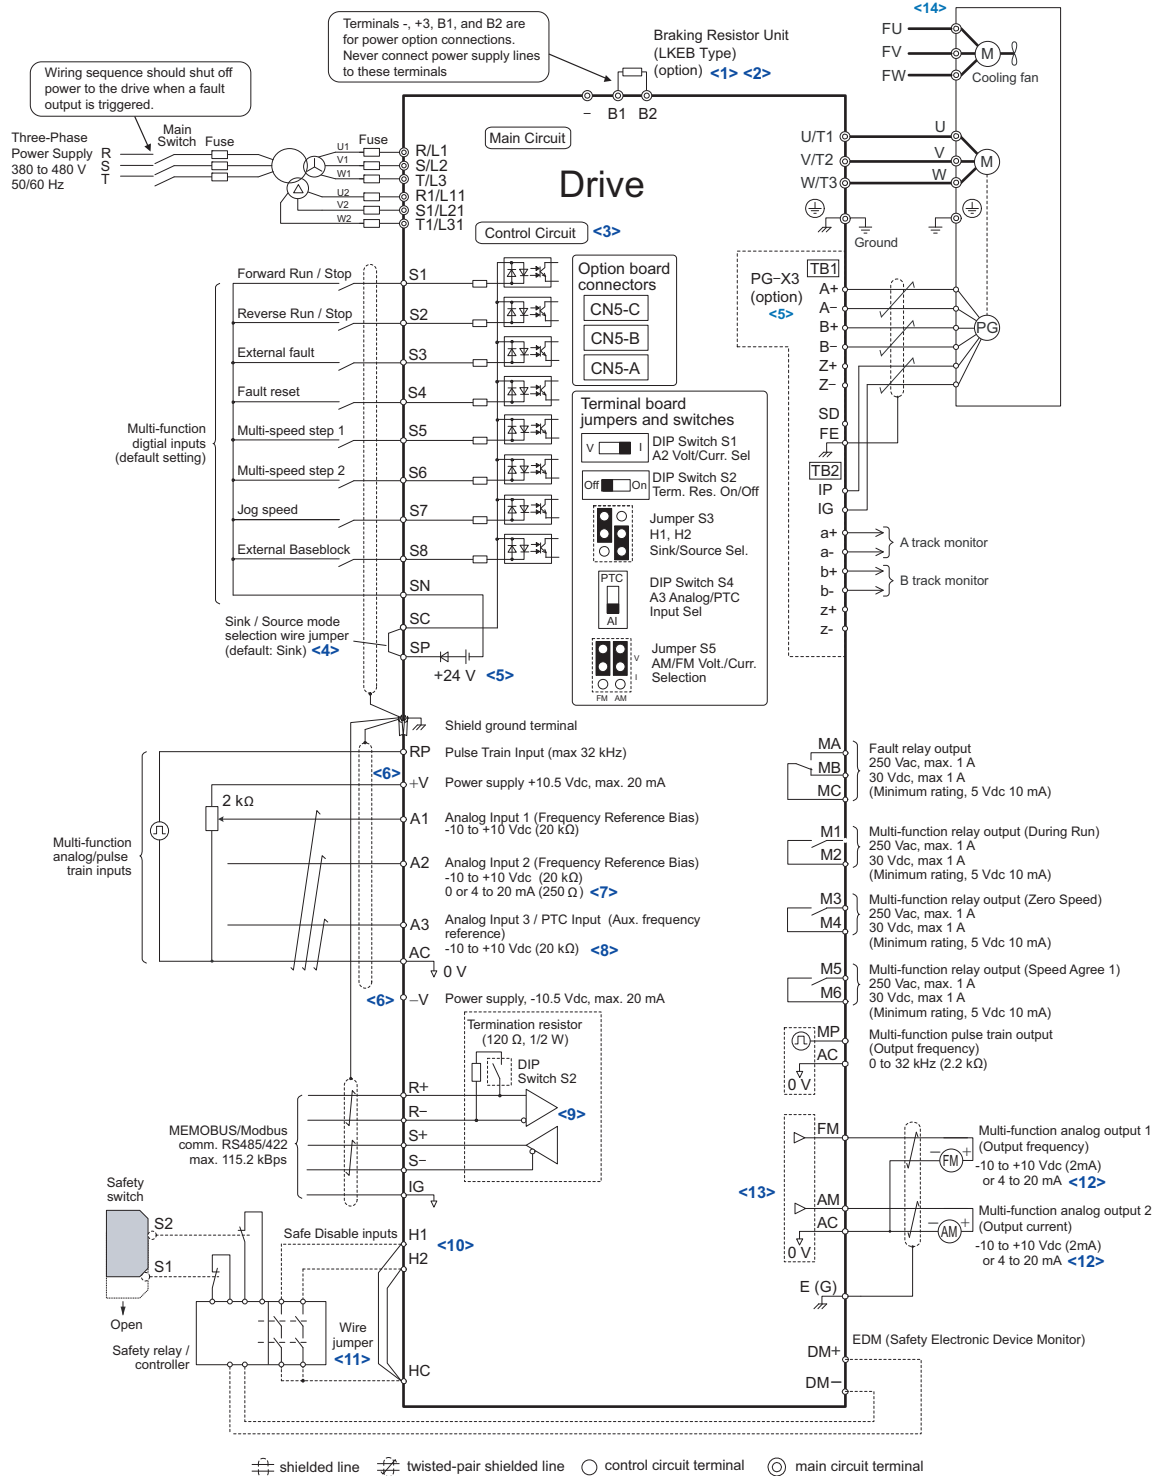 <14>
FU
FV
FW
M
Cooling fan
Terminals -, +3, B1, and B2 are
for power option connections.
Never connect power supply lines
to these terminals
Braking Resistor Unit
(LKEB Type)
(option) <1> <2>
Wiring sequence should shut off
power to the drive when a fault
output is triggered.
− B1 B2
Three-Phase
Power Supply
380 to 480 V
50/60 Hz
R
S
T
Main
Switch
Fuse
Fuse
U1
V1
W1
U2
V2
W2
R/L1
S/L2
T/L3
R1/L11
S1/L21
T1/L31
Main Circuit
Drive
Control Circuit <3>
U/T1
V/T2
W/T3
U
V
W
M
Ground
Multi-function
digtial inputs
(default setting)
Forward Run / Stop
S1
Reverse Run / Stop
S2
External fault
S3
Fault reset
S4
Multi-speed step 1
S5
Multi-speed step 2
S6
Jog speed
S7
External Baseblock
S8
SN
SC
SP
Sink / Source mode
selection wire jumper
(default: Sink) <4>
+24 V <5>
Option board
connectors
CN5-C
CN5-B
CN5-A
Terminal board
jumpers and switches
V I
DIP Switch S1
A2 Volt/Curr. Sel
Off On
DIP Switch S2
Term. Res. On/Off
Jumper S3
H1, H2
Sink/Source Sel.
PTC
AI
DIP Switch S4
A3 Analog/PTC
Input Sel
V
I
FM AM
Jumper S5
AM/FM Volt./Curr.
Selection
PG−X3
(option)
<5>
TB1
A+
A−
B+
B−
Z+
Z−
SD
FE
PG
TB2
IP
IG
a+
a-
b+
b-
z+
z-
A track monitor
B track monitor
Shield ground terminal
Multi-function
analog/pulse
train inputs
2 kΩ
<6>
RP
Pulse Train Input (max 32 kHz)
+V
Power supply +10.5 Vdc, max. 20 mA
A1
Analog Input 1 (Frequency Reference Bias)
-10 to +10 Vdc (20 kΩ)
A2
Analog Input 2 (Frequency Reference Bias)
-10 to +10 Vdc (20 kΩ)
0 or 4 to 20 mA (250 Ω) <7>
A3
Analog Input 3 / PTC Input (Aux. frequency
reference)
-10 to +10 Vdc (20 kΩ) <8>
AC
0 V
<6>
−V
Power supply, -10.5 Vdc, max. 20 mA
MA
MB
MC
Fault relay output
250 Vac, max. 1 A
30 Vdc, max 1 A
(Minimum rating, 5 Vdc 10 mA)
M1
M2
Multi-function relay output (During Run)
250 Vac, max. 1 A
30 Vdc, max 1 A
(Minimum rating, 5 Vdc 10 mA)
M3
M4
Multi-function relay output (Zero Speed)
250 Vac, max. 1 A
30 Vdc, max 1 A
(Minimum rating, 5 Vdc 10 mA)
M5
M6
Multi-function relay output (Speed Agree 1)
250 Vac, max. 1 A
30 Vdc, max 1 A
(Minimum rating, 5 Vdc 10 mA)
MP
AC
0 V
Multi-function pulse train output
(Output frequency)
0 to 32 kHz (2.2 kΩ)
Termination resistor
(120 Ω, 1/2 W)
DIP
Switch S2
<9>
MEMOBUS/Modbus
comm. RS485/422
max. 115.2 kBps
R+
R−
S+
S−
IG
<13>
FM
AM
AC
0 V
− FM +
− AM +
Multi-function analog output 1
(Output frequency)
-10 to +10 Vdc (2mA)
or 4 to 20 mA <12>
Multi-function analog output 2
(Output current)
-10 to +10 Vdc (2mA)
or 4 to 20 mA <12>
E (G)
Safety
switch
S2
S1
Open
Safety relay /
controller
Safe Disable inputs
H1
H2
<10>
Wire
jumper
<11>
HC
EDM (Safety Electronic Device Monitor)
DM+
DM−
shielded line
twisted-pair shielded line
control circuit terminal
main circuit terminal